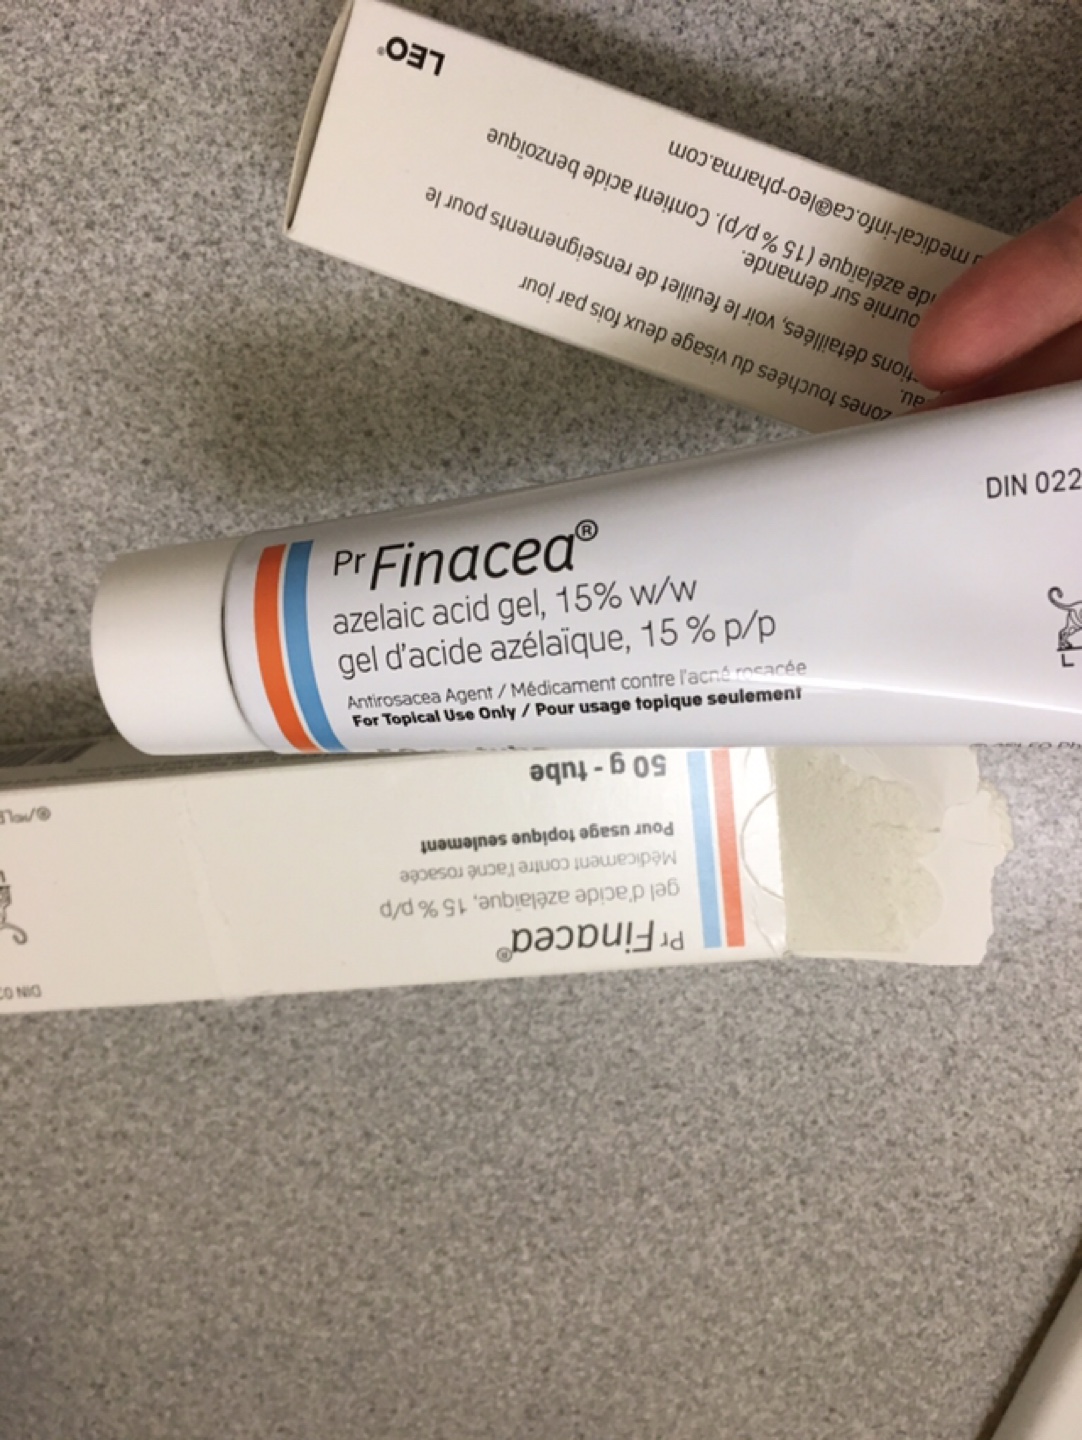 LEO®
medical-info.ca@leo-pharma.com
ide azélaïque (15 % p/p). Contient acide benzoïque
ournie sur demande.
tions détaillées, voir le feuillet de renseignements pour le
au.
zones touchées du visage deux fois par jour
DIN 022
Pr Finacea®
azelaic acid gel, 15% w/w
gel d'acide azélaïque, 15 % p/p
Antirosacea Agent / Médicament contre l'acné rosacée
For Topical Use Only / Pour usage topique seulement
L
Pr Finacea®
gel d'acide azélaïque, 15 % p/p
Médicament contre l'acné rosacée
Pour usage topique seulement
50 g - tube
DIN 02